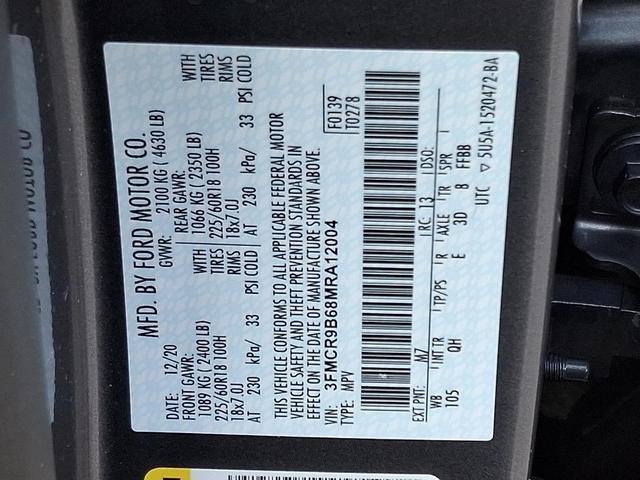 MFD. BY FORD MOTOR CO.
DATE: 12/20 GVWR: 2100 KG ( 4630 LB)
FRONT GAWR: REAR GAWR:
1089 KG ( 2400 LB) WITH 1066 KG ( 2350 LB) WITH
225/60R18 100H TIRES 225/60R18 100H TIRES
18x7.0J RIMS 18x7.0J RIMS
AT 230 kPa/ 33 PSI COLD AT 230 kPa/ 33 PSI COLD
THIS VEHICLE CONFORMS TO ALL APPLICABLE FEDERAL MOTOR
VEHICLE SAFETY AND THEFT PREVENTION STANDARDS IN
EFFECT ON THE DATE OF MANUFACTURE SHOWN ABOVE.
VIN: 3FMCR9B68MRA12004 F0139
TYPE: MPV T0278
EXT PNT: M7 RC: 13 DSO:
WB INT TR TP/PS R AXLE TR SPR
105 QH E 3D 8 FFBB
UTC ▽ 5U5A-1520472-BA